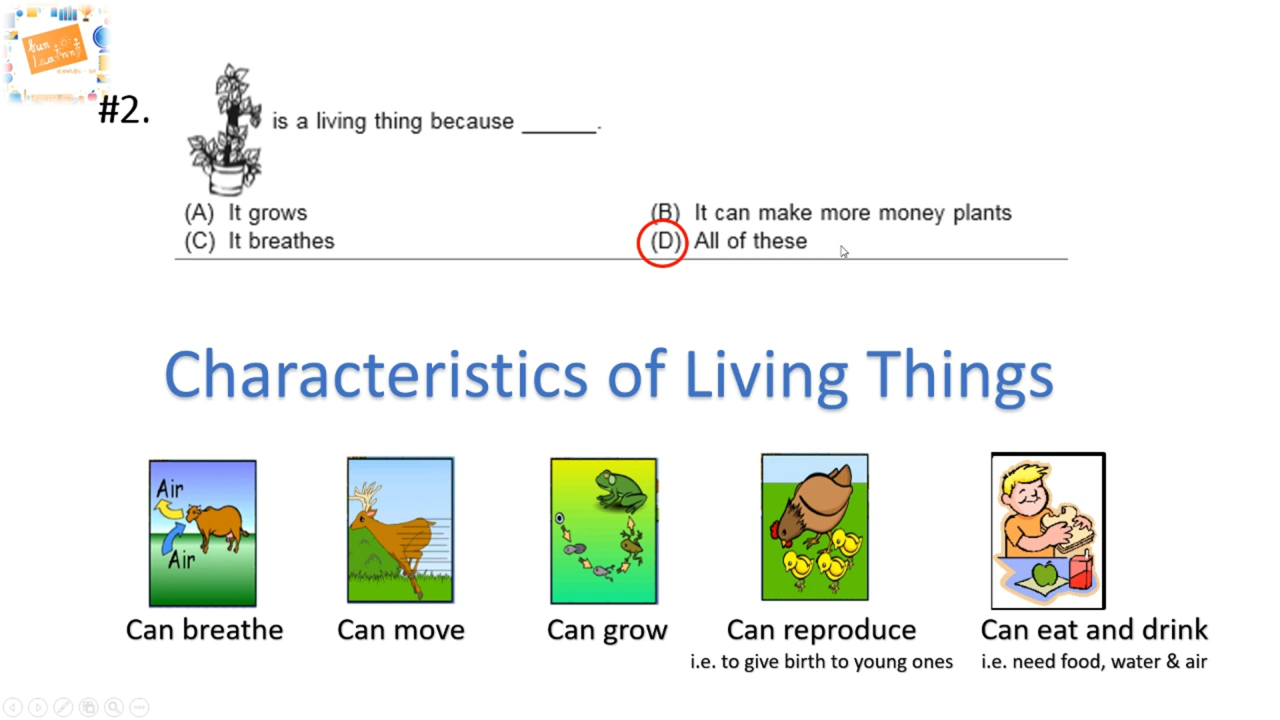 Fun
Learning
#2.
is a living thing because ______.
(A) It grows
(B) It can make more money plants
(C) It breathes
(D) All of these
Characteristics of Living Things
Air
Air
Can breathe
Can move
Can grow
Can reproduce
Can eat and drink
i.e. to give birth to young ones
i.e. need food, water & air